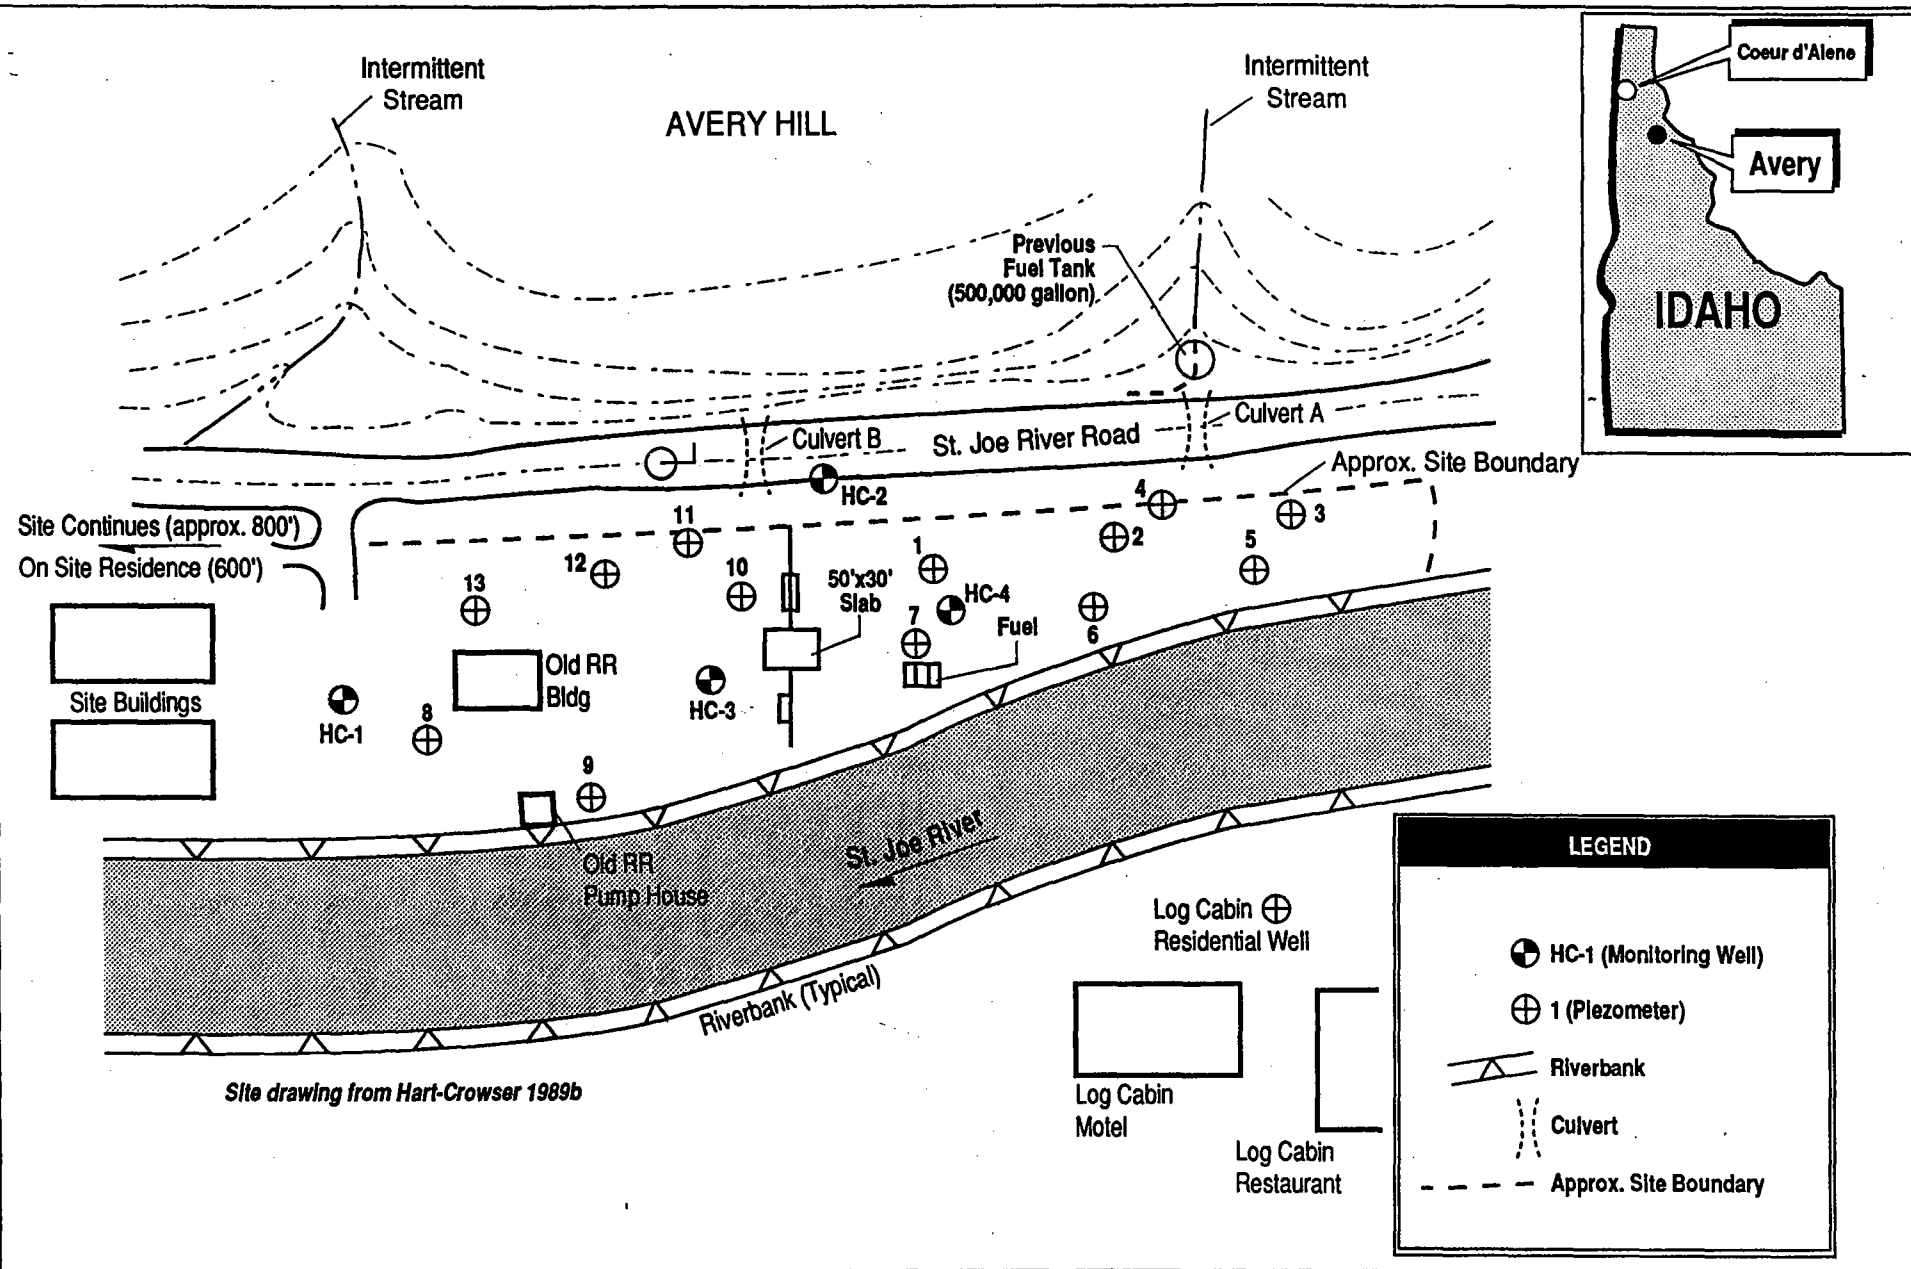 Intermittent
Stream
AVERY HILL
Intermittent
Stream
Coeur d'Alene
Avery
IDAHO
Previous
Fuel Tank
(500,000 gallon)
Culvert A
Culvert B
St. Joe River Road
Approx. Site Boundary
HC-2
Site Continues (approx. 800')
On Site Residence (600')
11
4
3
2
12
10
1
5
13
50'x30'
Slab
HC-4
7
Fuel
6
Old RR
Bldg
Site Buildings
HC-1
8
HC-3
9
Old RR
Pump House
St. Joe River
Riverbank (Typical)
Log Cabin
Residential Well
Log Cabin
Motel
Log Cabin
Restaurant
Site drawing from Hart-Crowser 1989b
LEGEND
HC-1 (Monitoring Well)
1 (Piezometer)
Riverbank
Culvert
Approx. Site Boundary